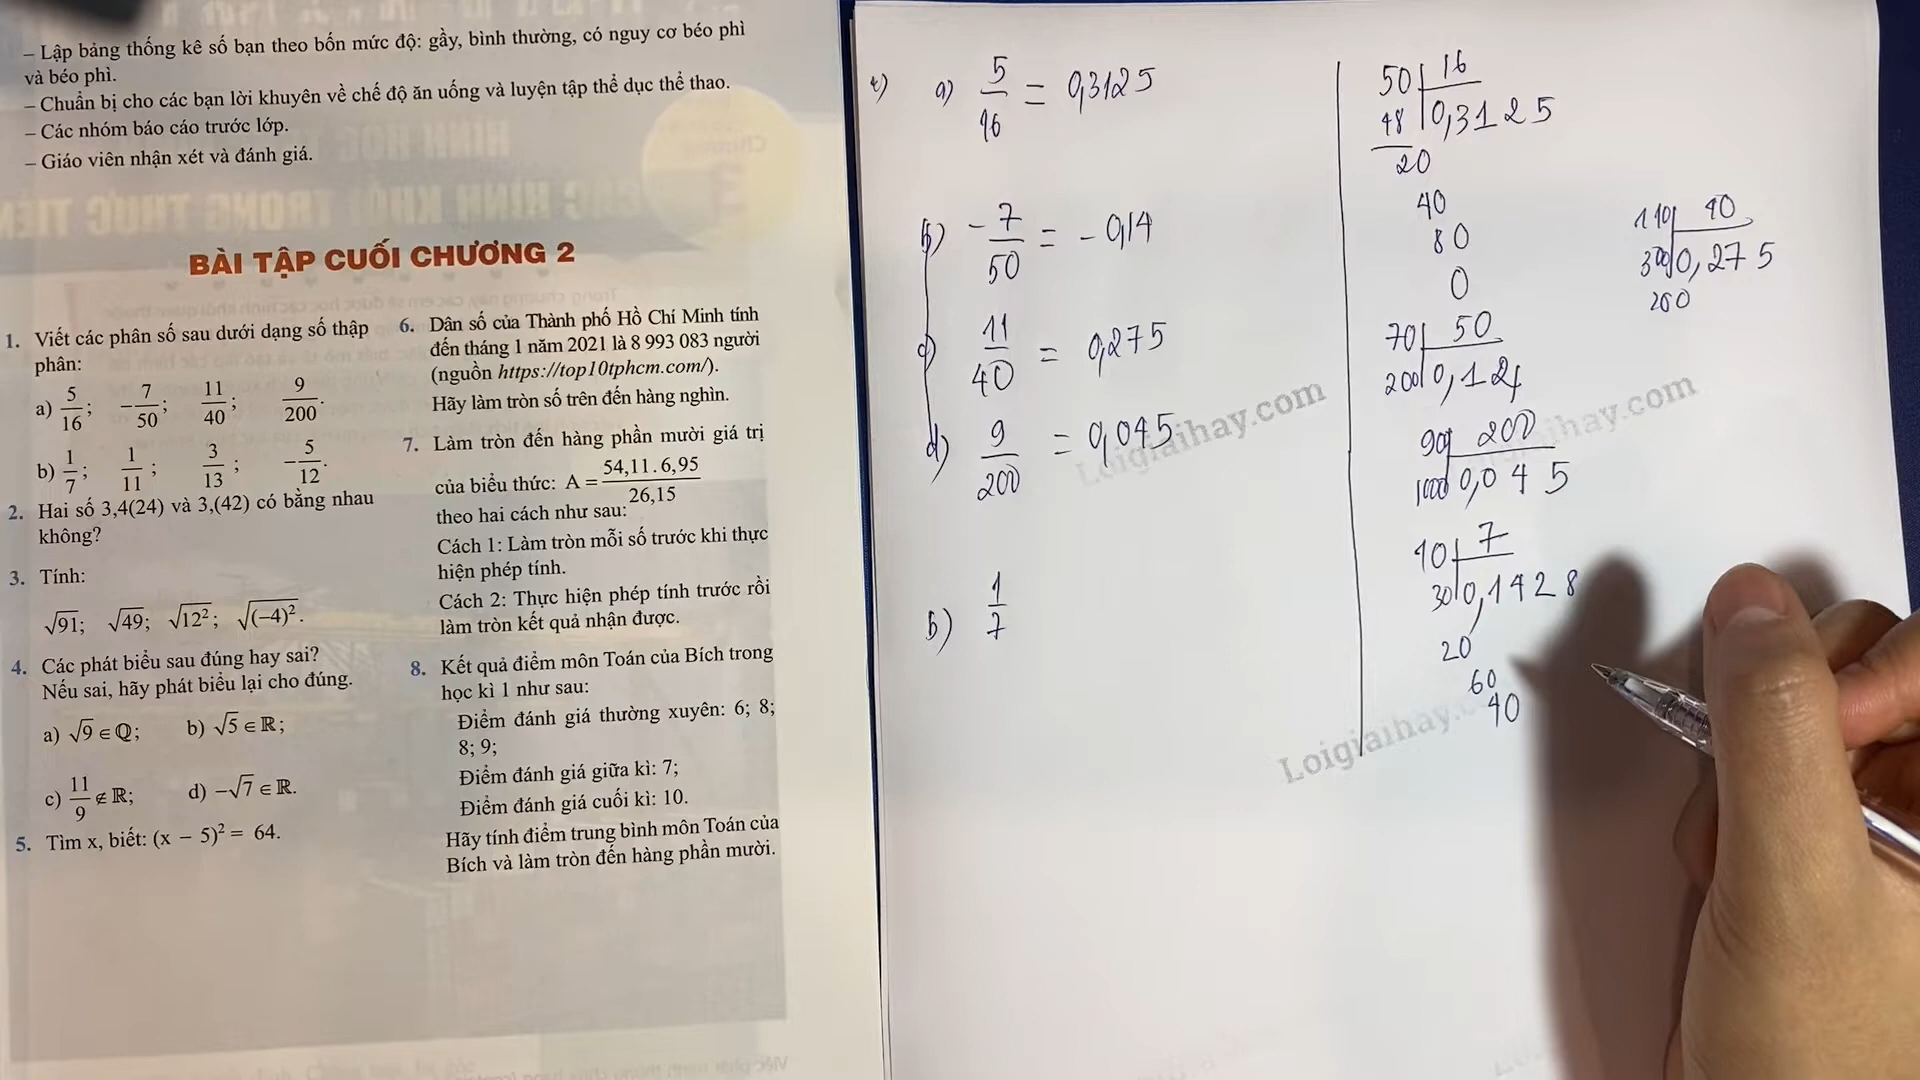 – Lập bảng thống kê số bạn theo bốn mức độ: gầy, bình thường, có nguy cơ béo phì
và béo phì.
– Chuẩn bị cho các bạn lời khuyên về chế độ ăn uống và luyện tập thể dục thể thao.
– Các nhóm báo cáo trước lớp.
– Giáo viên nhận xét và đánh giá.
BÀI TẬP CUỐI CHƯƠNG 2
1. Viết các phân số sau dưới dạng số thập
phân:
a) 5/16; -7/50; 11/40; 9/200.
b) 1/7; 1/11; 3/13; -5/12.
2. Hai số 3,4(24) và 3,(42) có bằng nhau
không?
3. Tính:
√91; √49; √12²; √(–4)².
4. Các phát biểu sau đúng hay sai?
Nếu sai, hãy phát biểu lại cho đúng.
a) √9 ∈ ℚ; b) √5 ∈ ℝ;
c) 11/9 ∉ ℝ; d) –√7 ∈ ℝ.
5. Tìm x, biết: (x – 5)² = 64.
6. Dân số của Thành phố Hồ Chí Minh tính
đến tháng 1 năm 2021 là 8 993 083 người
(nguồn https://top10tphcm.com/).
Hãy làm tròn số trên đến hàng nghìn.
7. Làm tròn đến hàng phần mười giá trị
của biểu thức: A = 54,11 . 6,95 / 26,15
theo hai cách như sau:
Cách 1: Làm tròn mỗi số trước khi thực
hiện phép tính.
Cách 2: Thực hiện phép tính trước rồi
làm tròn kết quả nhận được.
8. Kết quả điểm môn Toán của Bích trong
học kì 1 như sau:
Điểm đánh giá thường xuyên: 6; 8;
8; 9;
Điểm đánh giá giữa kì: 7;
Điểm đánh giá cuối kì: 10.
Hãy tính điểm trung bình môn Toán của
Bích và làm tròn đến hàng phần mười.
a) 5/16 = 0,3125
b) -7/50 = -0,14
c) 11/40 = 0,275
d) 9/200 = 0,045
b) 1/7
50 16
48 0,3125
20
40
80
0
110 40
300 0,275
200
70 50
200 0,14
90 200
1000 0,045
10 7
30 0,1428
20
60
40
Loigiaihay.com
Loigiaihay.com